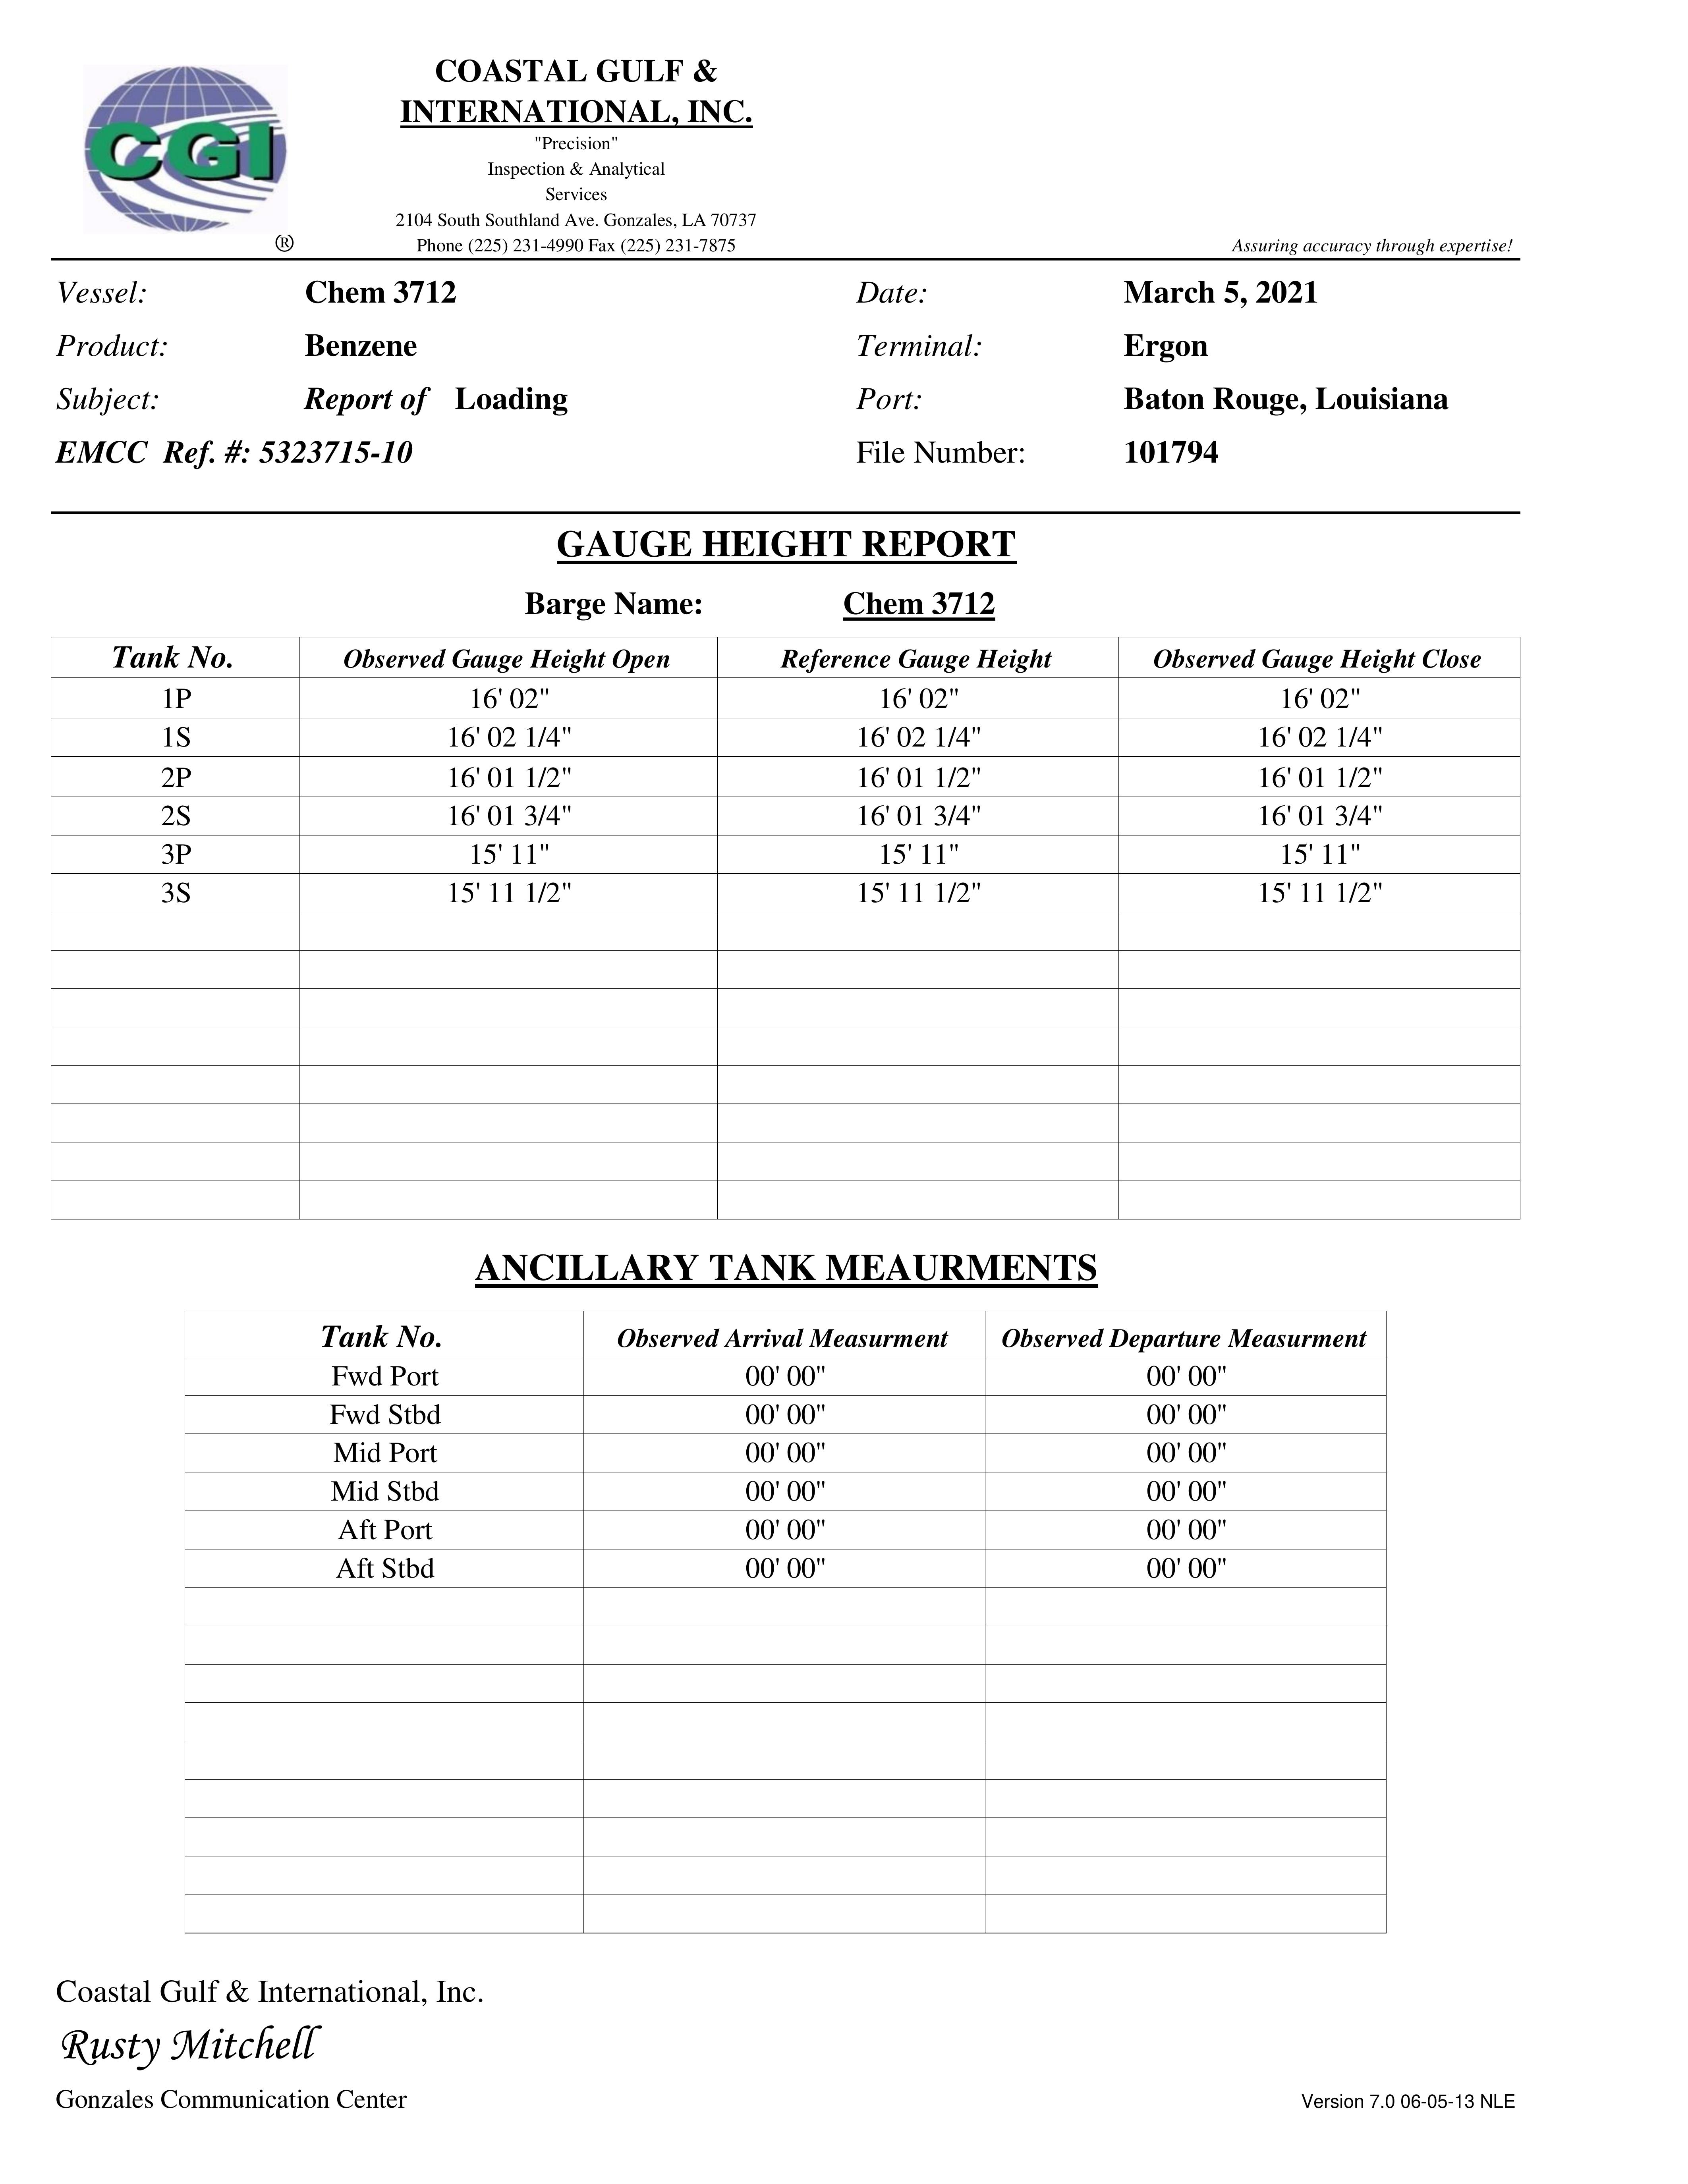 CGI
®
COASTAL GULF &
INTERNATIONAL, INC.
"Precision"
Inspection & Analytical
Services
2104 South Southland Ave. Gonzales, LA 70737
Phone (225) 231-4990 Fax (225) 231-7875
Assuring accuracy through expertise!
Vessel: Chem 3712 Date: March 5, 2021
Product: Benzene Terminal: Ergon
Subject: Report of Loading Port: Baton Rouge, Louisiana
EMCC Ref. #: 5323715-10 File Number: 101794
GAUGE HEIGHT REPORT
Barge Name: Chem 3712
Tank No. Observed Gauge Height Open Reference Gauge Height Observed Gauge Height Close
1P 16' 02" 16' 02" 16' 02"
1S 16' 02 1/4" 16' 02 1/4" 16' 02 1/4"
2P 16' 01 1/2" 16' 01 1/2" 16' 01 1/2"
2S 16' 01 3/4" 16' 01 3/4" 16' 01 3/4"
3P 15' 11" 15' 11" 15' 11"
3S 15' 11 1/2" 15' 11 1/2" 15' 11 1/2"
ANCILLARY TANK MEAURMENTS
Tank No. Observed Arrival Measurment Observed Departure Measurment
Fwd Port 00' 00" 00' 00"
Fwd Stbd 00' 00" 00' 00"
Mid Port 00' 00" 00' 00"
Mid Stbd 00' 00" 00' 00"
Aft Port 00' 00" 00' 00"
Aft Stbd 00' 00" 00' 00"
Coastal Gulf & International, Inc.
Rusty Mitchell
Gonzales Communication Center Version 7.0 06-05-13 NLE